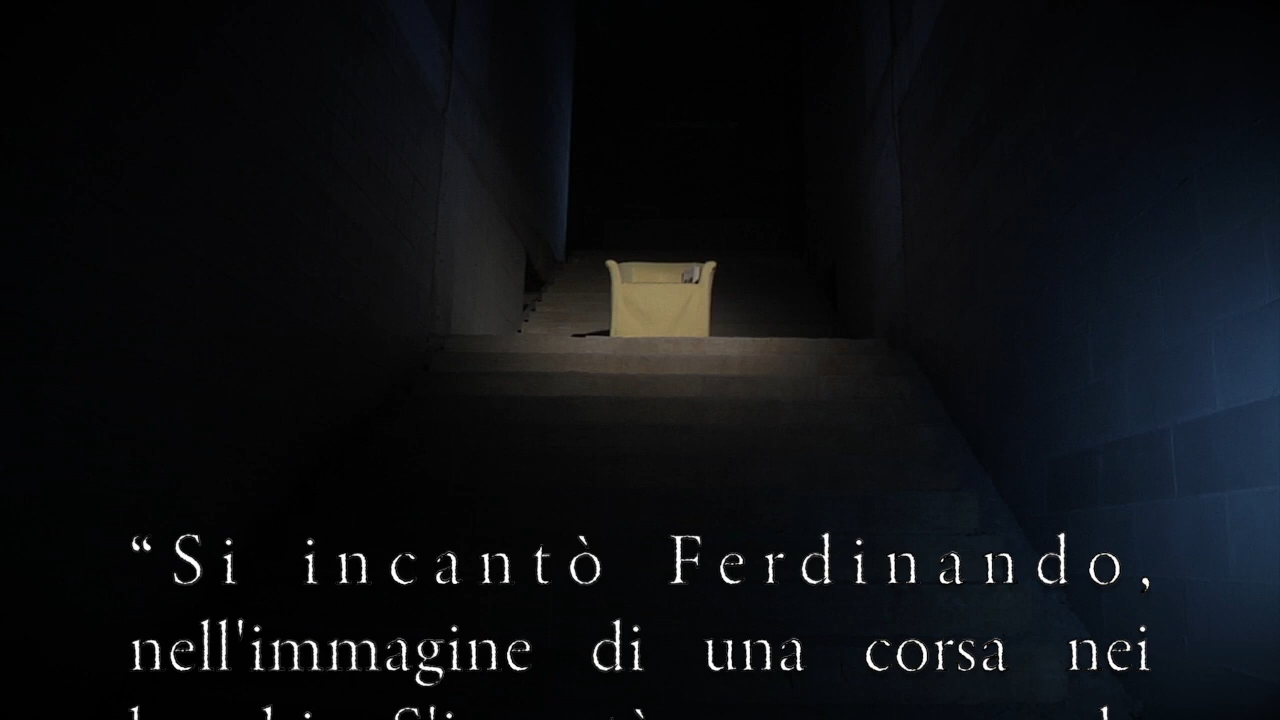 “Si incantò Ferdinando,
nell'immagine di una corsa nei